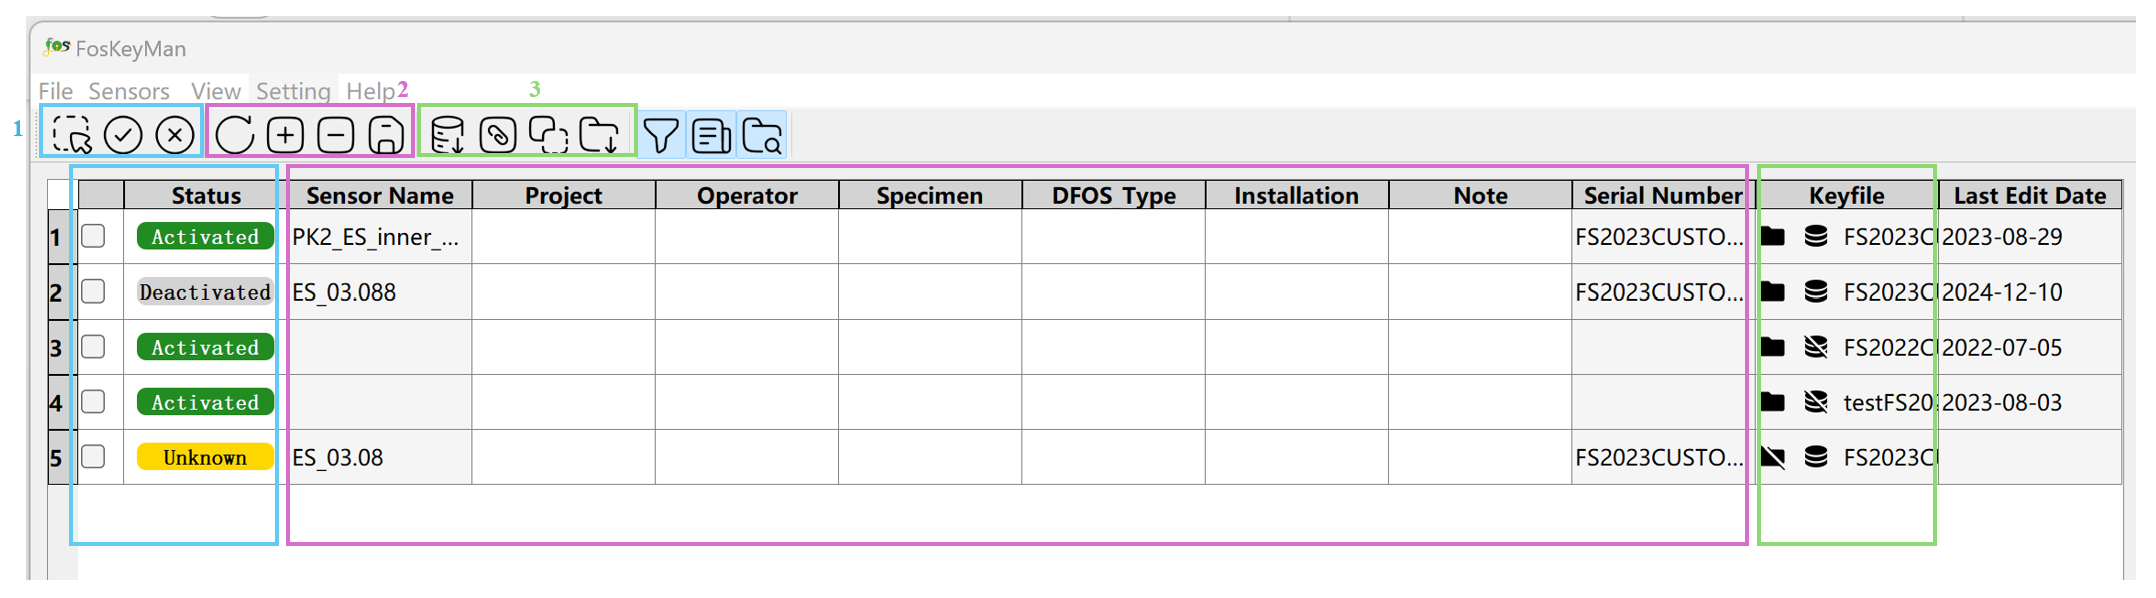 fos FosKeyMan
File Sensors View Setting Help 2 3
1
Status Sensor Name Project Operator Specimen DFOS_Type Installation Note Serial Number Keyfile Last Edit Date
1 Activated PK2_ES_inner_... FS2023CUSTO... FS2023C 2023-08-29
2 Deactivated ES_03.088 FS2023CUSTO... FS2023C 2024-12-10
3 Activated FS2022C 2022-07-05
4 Activated testFS20 2023-08-03
5 Unknown ES_03.08 FS2023CUSTO... FS2023C